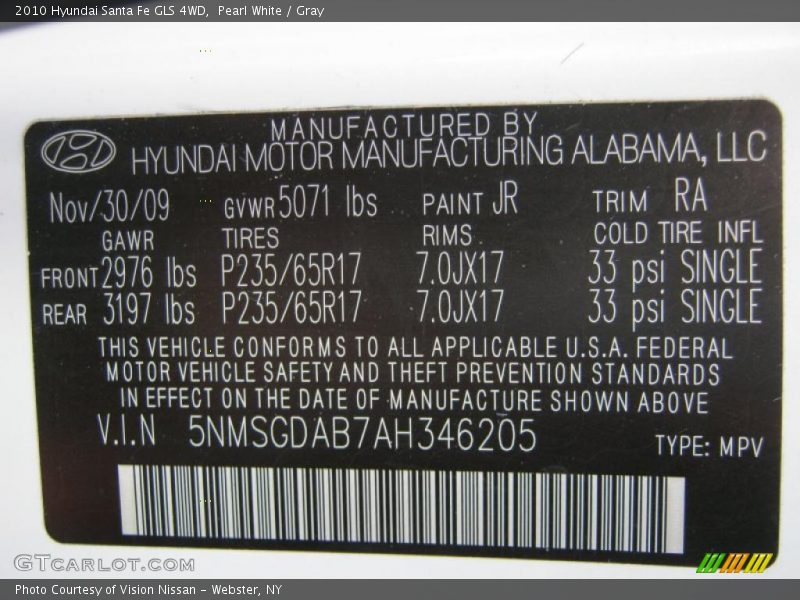 2010 Hyundai Santa Fe GLS 4WD, Pearl White / Gray
MANUFACTURED BY
HYUNDAI MOTOR MANUFACTURING ALABAMA, LLC
Nov/30/09 GVWR 5071 lbs PAINT JR TRIM RA
GAWR TIRES RIMS COLD TIRE INFL
FRONT 2976 lbs P235/65R17 7.0JX17 33 psi SINGLE
REAR 3197 lbs P235/65R17 7.0JX17 33 psi SINGLE
THIS VEHICLE CONFORMS TO ALL APPLICABLE U.S.A. FEDERAL
MOTOR VEHICLE SAFETY AND THEFT PREVENTION STANDARDS
IN EFFECT ON THE DATE OF MANUFACTURE SHOWN ABOVE
V.I.N 5NMSGDAB7AH346205 TYPE: MPV
GTCARLOT.COM
Photo Courtesy of Vision Nissan - Webster, NY